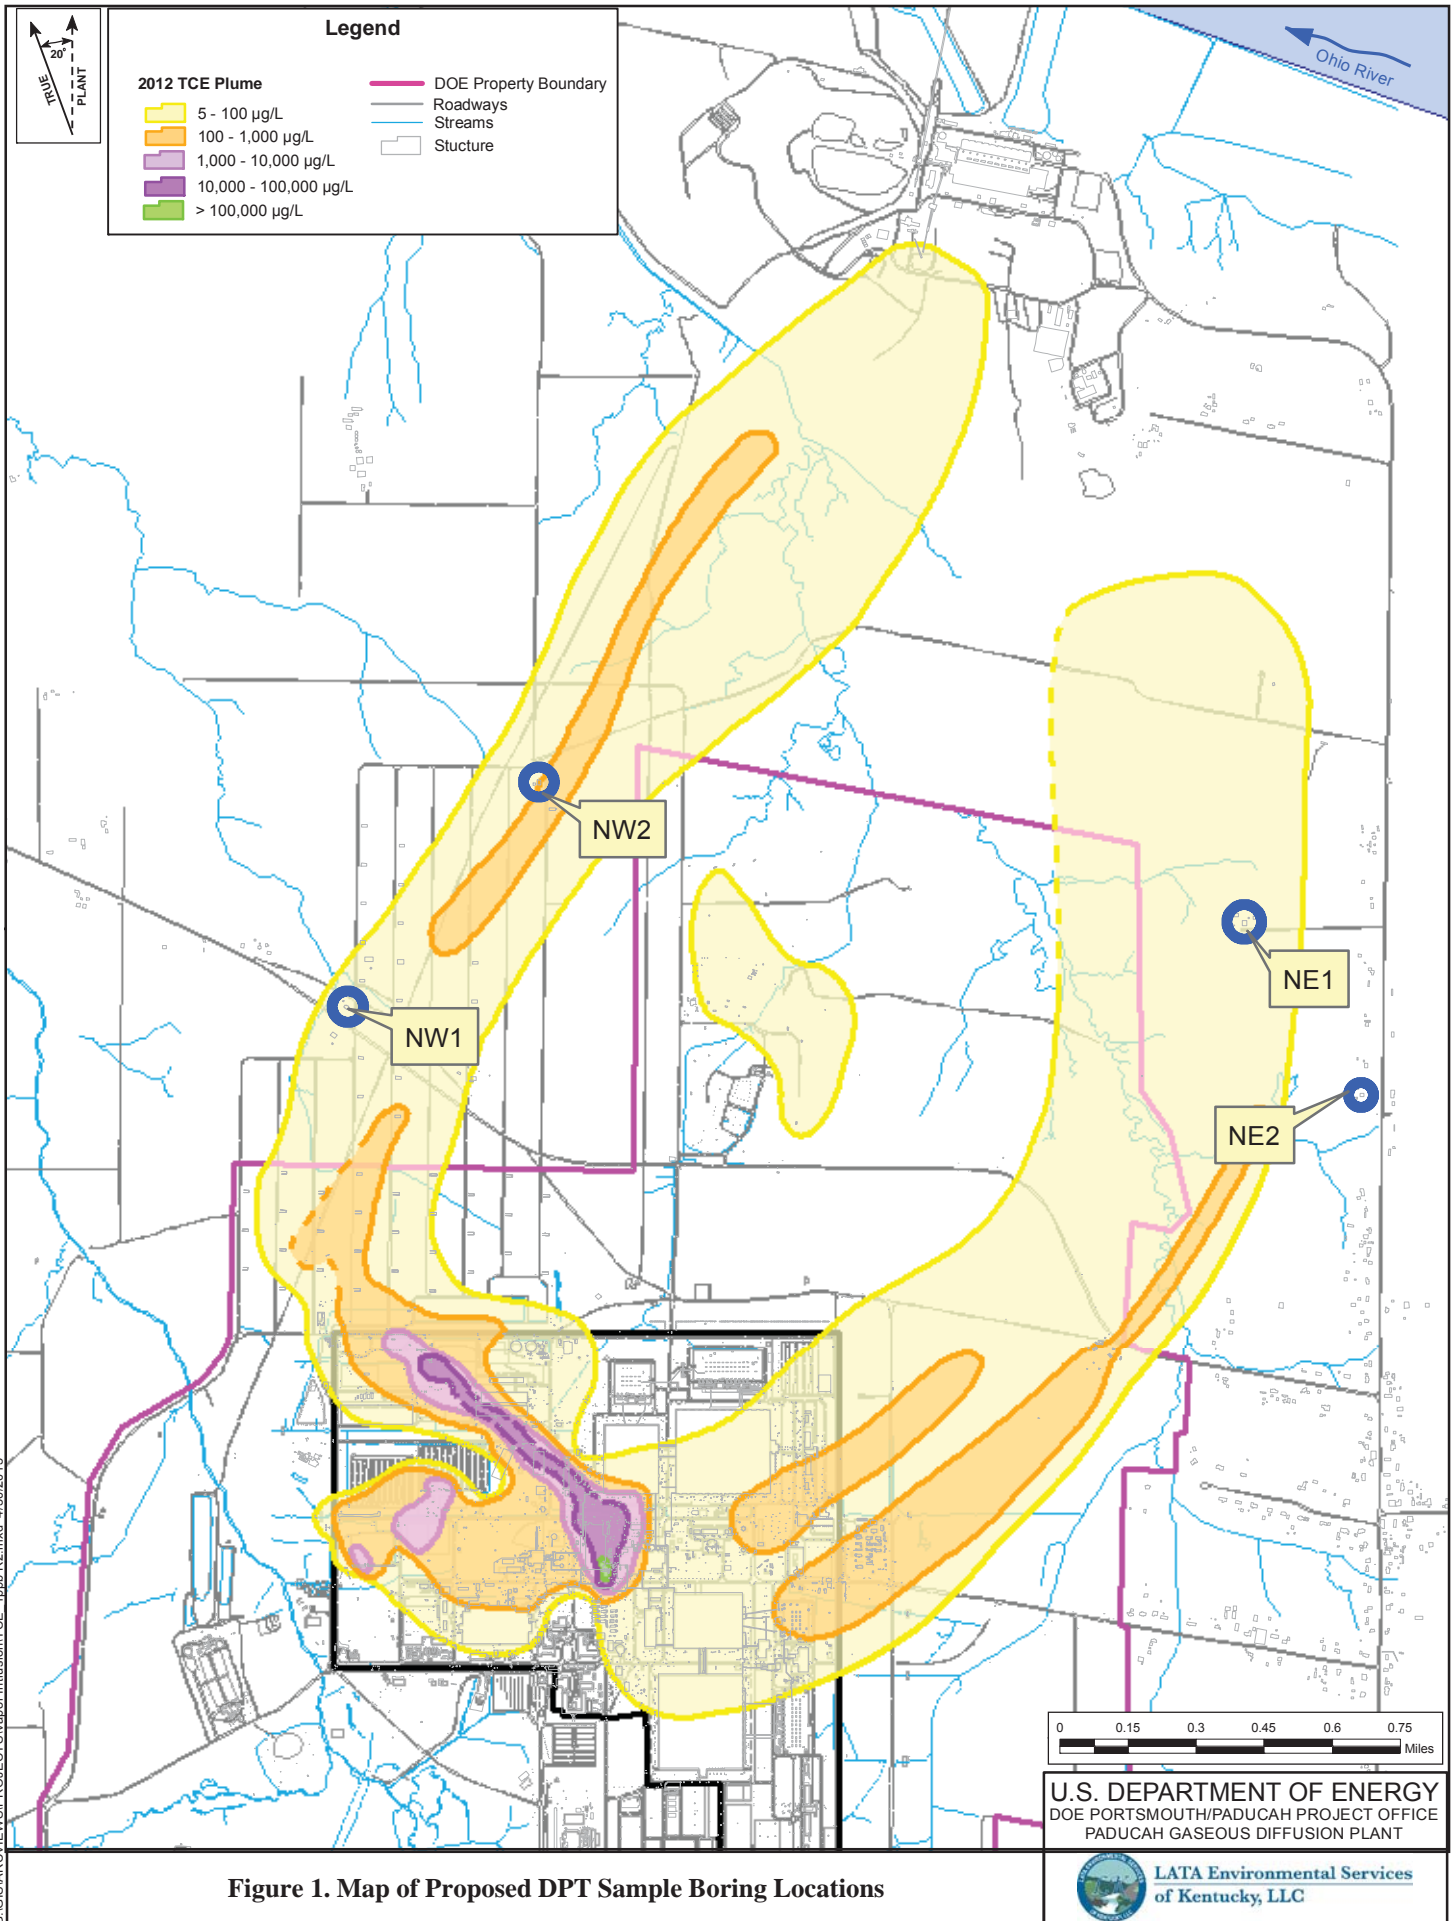 Legend
20°
TRUE
PLANT
2012 TCE Plume
5 - 100 µg/L
100 - 1,000 µg/L
1,000 - 10,000 µg/L
10,000 - 100,000 µg/L
> 100,000 µg/L
DOE Property Boundary
Roadways
Streams
Stucture
Ohio River
NW2
NE1
NW1
NE2
0 0.15 0.3 0.45 0.6 0.75
Miles
U.S. DEPARTMENT OF ENERGY
DOE PORTSMOUTH/PADUCAH PROJECT OFFICE
PADUCAH GASEOUS DIFFUSION PLANT
Figure 1. Map of Proposed DPT Sample Boring Locations
LATA Environmental Services
of Kentucky, LLC